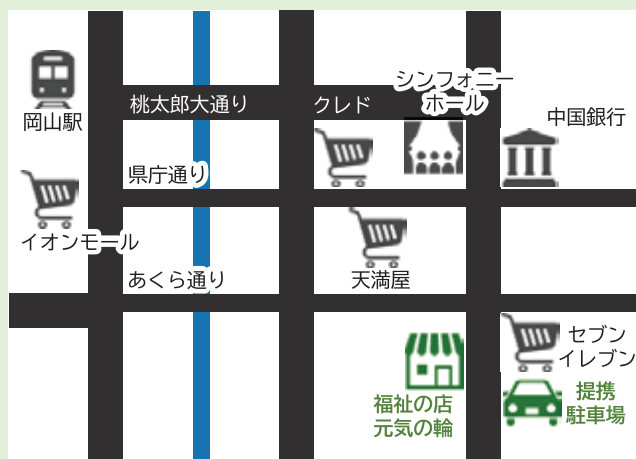 シンフォニー
ホール
岡山駅
桃太郎大通り
クレド
中国銀行
県庁通り
イオンモール
あくら通り
天満屋
セブン
イレブン
福祉の店
元気の輪
提携
駐車場